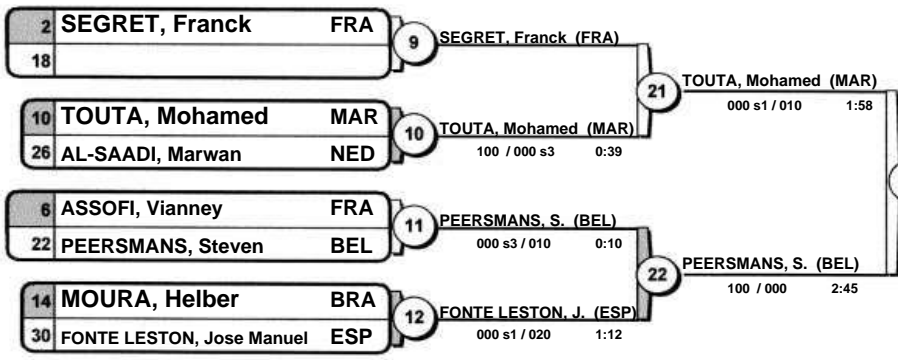 2 SEGRET, Franck FRA
18
9
SEGRET, Franck (FRA)
10 TOUTA, Mohamed MAR
26 AL-SAADI, Marwan NED
10
TOUTA, Mohamed (MAR)
100 / 000 s3 0:39
21
TOUTA, Mohamed (MAR)
000 s1 / 010 1:58
6 ASSOFI, Vianney FRA
22 PEERSMANS, Steven BEL
11
PEERSMANS, S. (BEL)
000 s3 / 010 0:10
14 MOURA, Helber BRA
30 FONTE LESTON, Jose Manuel ESP
12
FONTE LESTON, J. (ESP)
000 s1 / 020 1:12
22
PEERSMANS, S. (BEL)
100 / 000 2:45